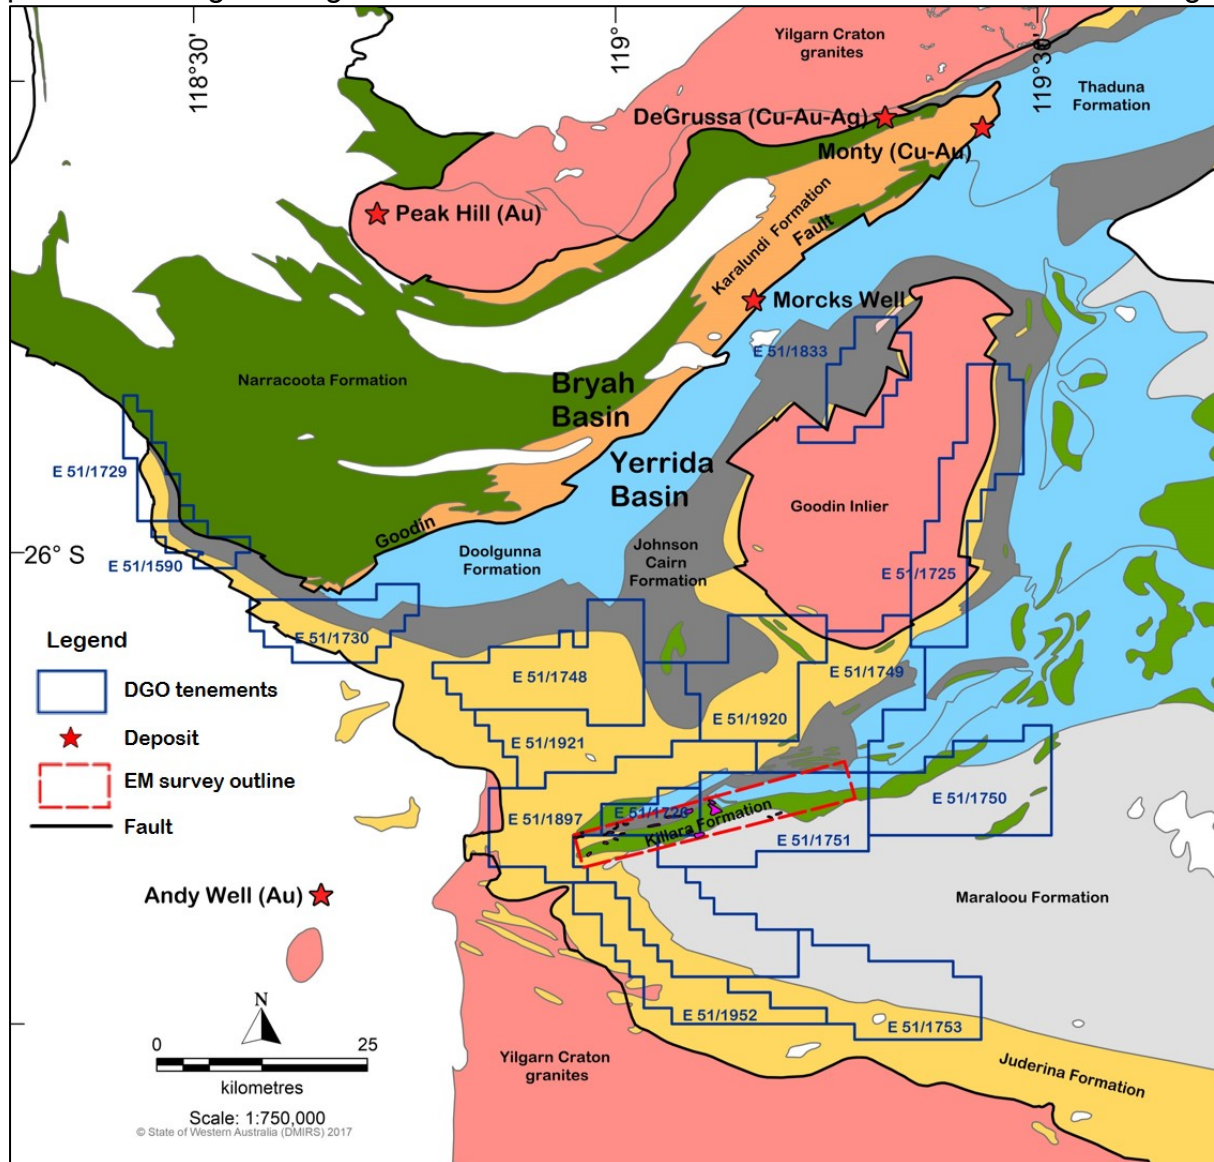 118°30'
119°
119°30'
Yilgarn Craton
granites
Thaduna
Formation
DeGrussa (Cu-Au-Ag)
Monty (Cu-Au)
Peak Hill (Au)
Karalundi Formation
Fault
Morcks Well
E 51/1833
Narracoota Formation
Bryah
Basin
Yerrida
Basin
E 51/1729
Goodin Inlier
Goodin
26° S
Doolgunna
Formation
Johnson
Cairn
Formation
E 51/1590
E 51/1725
Legend
DGO tenements
Deposit
EM survey outline
Fault
E 51/1730
E 51/1748
E 51/1749
E 51/1920
E 51/1921
E 51/1897
Killara Formation
E 51/1750
E 51/1751
Andy Well (Au)
Maraloou Formation
N
0
25
kilometres
Scale: 1:750,000
© State of Western Australia (DMIRS) 2017
E 51/1952
E 51/1753
Yilgarn Craton
granites
Juderina Formation